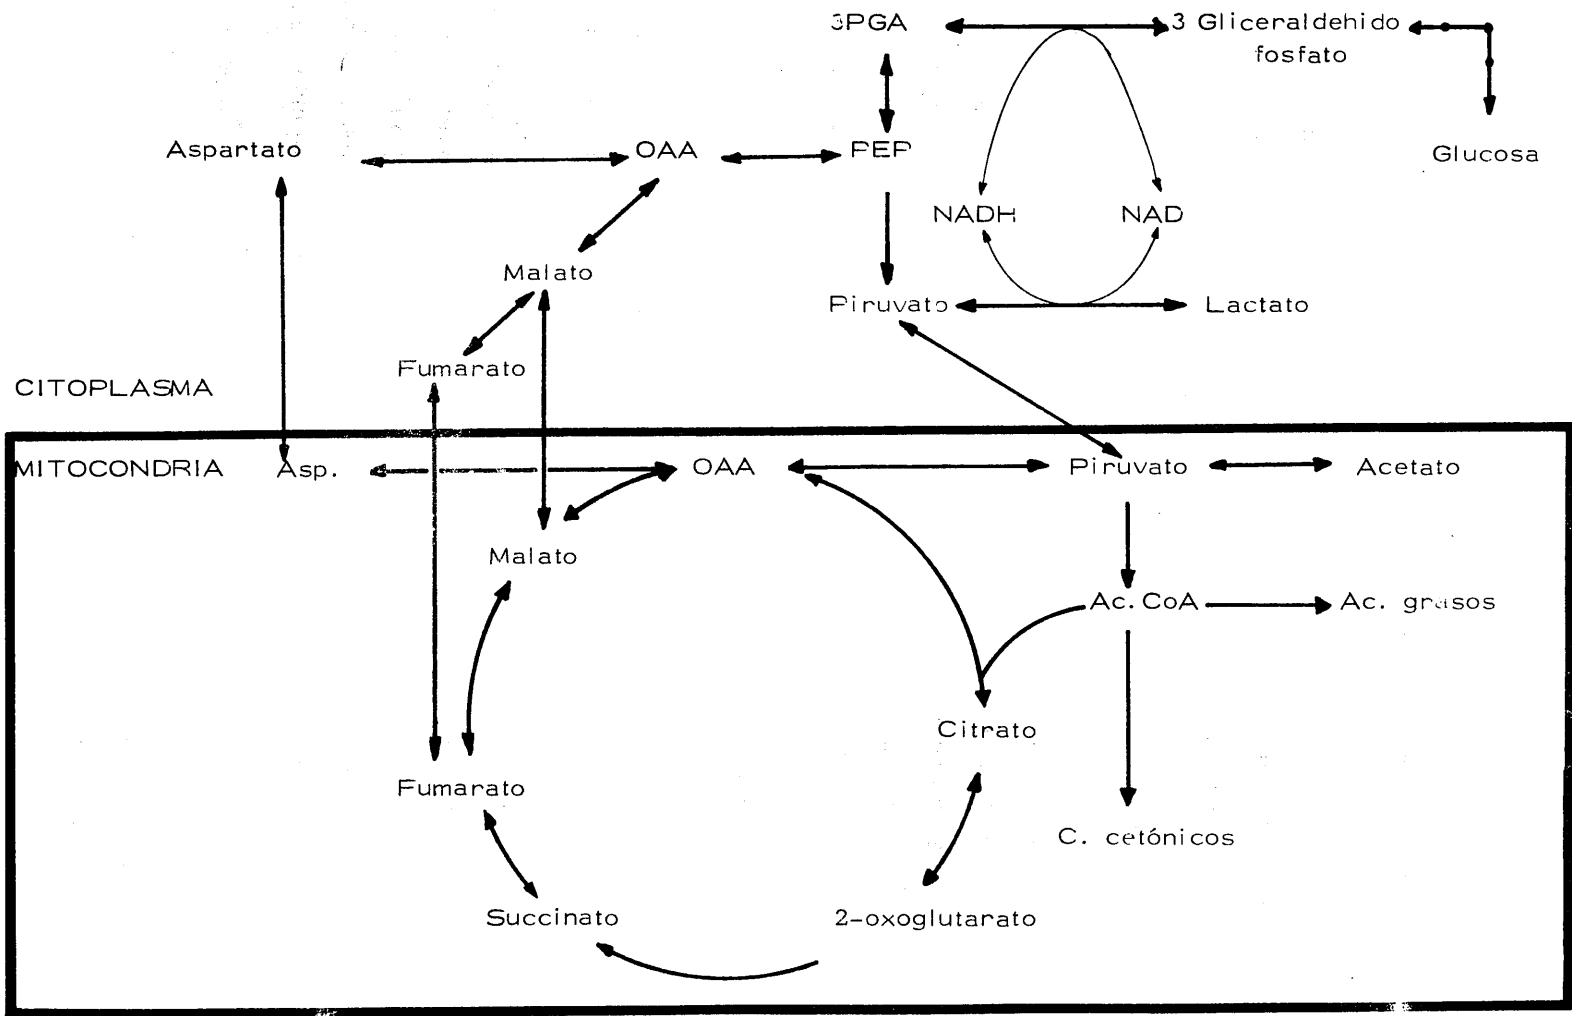 3PGA
3 Gliceraldehido
fosfato
Aspartato
OAA
PEP
Glucosa
NADH
NAD
Malato
Piruvato
Lactato
Fumarato
CITOPLASMA
MITOCONDRIA
Asp.
OAA
Piruvato
Acetato
Malato
Ac. CoA
Ac. grasos
Citrato
Fumarato
C. cetónicos
Succinato
2-oxoglutarato